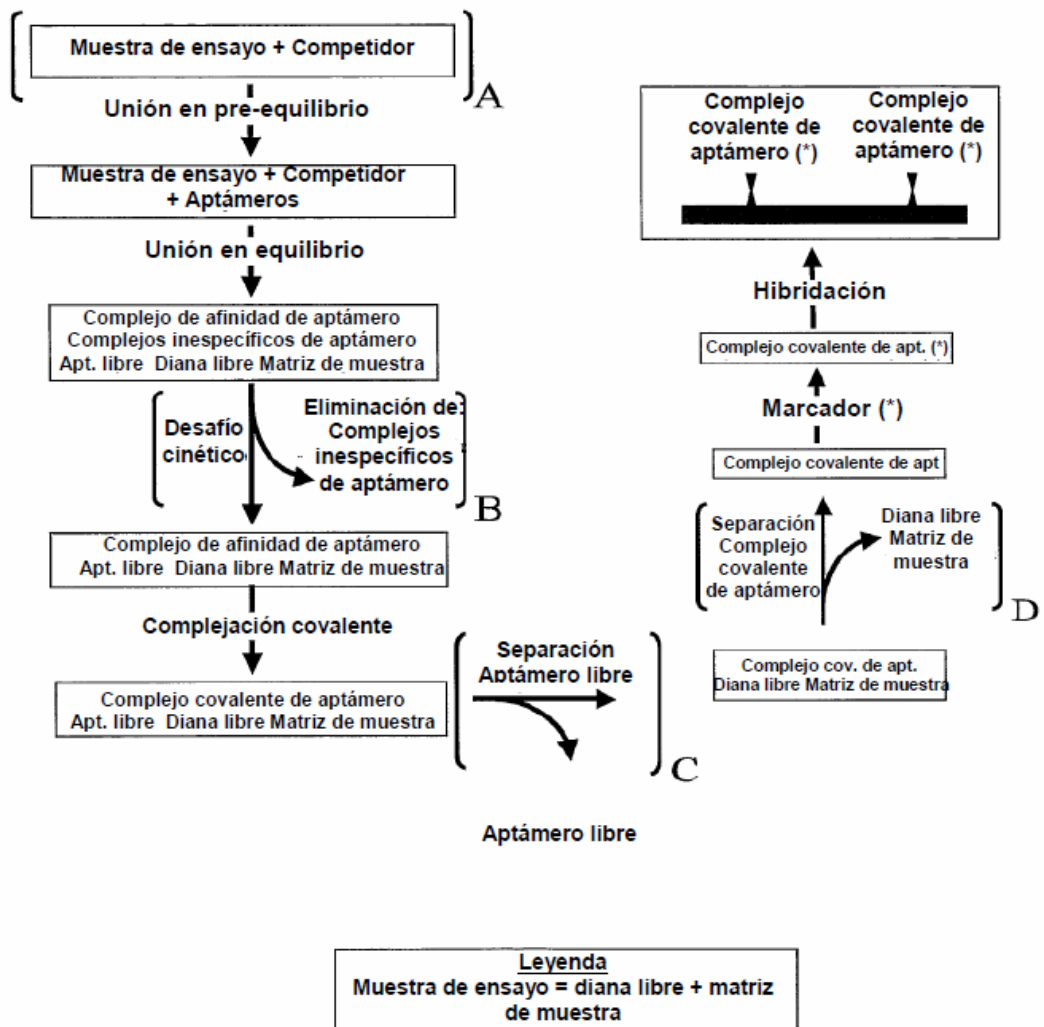 Muestra de ensayo + Competidor
A
Unión en pre-equilibrio
Muestra de ensayo + Competidor
+ Aptámeros
Unión en equilibrio
Complejo de afinidad de aptámero
Complejos inespecíficos de aptámero
Apt. libre Diana libre Matriz de muestra
Desafío
cinético
Eliminación de:
Complejos
inespecíficos
de aptámero
B
Complejo de afinidad de aptámero
Apt. libre Diana libre Matriz de muestra
Complejación covalente
Complejo covalente de aptámero
Apt. libre Diana libre Matriz de muestra
Separación
Aptámero libre
C
Aptámero libre
Complejo cov. de apt.
Diana libre Matriz de muestra
Separación
Complejo
covalente
de aptámero
Diana libre
Matriz de
muestra
D
Complejo covalente de apt
Marcador (*)
Complejo covalente de apt. (*)
Hibridación
Complejo
covalente de
aptámero (*)
Complejo
covalente de
aptámero (*)
Leyenda
Muestra de ensayo = diana libre + matriz
de muestra